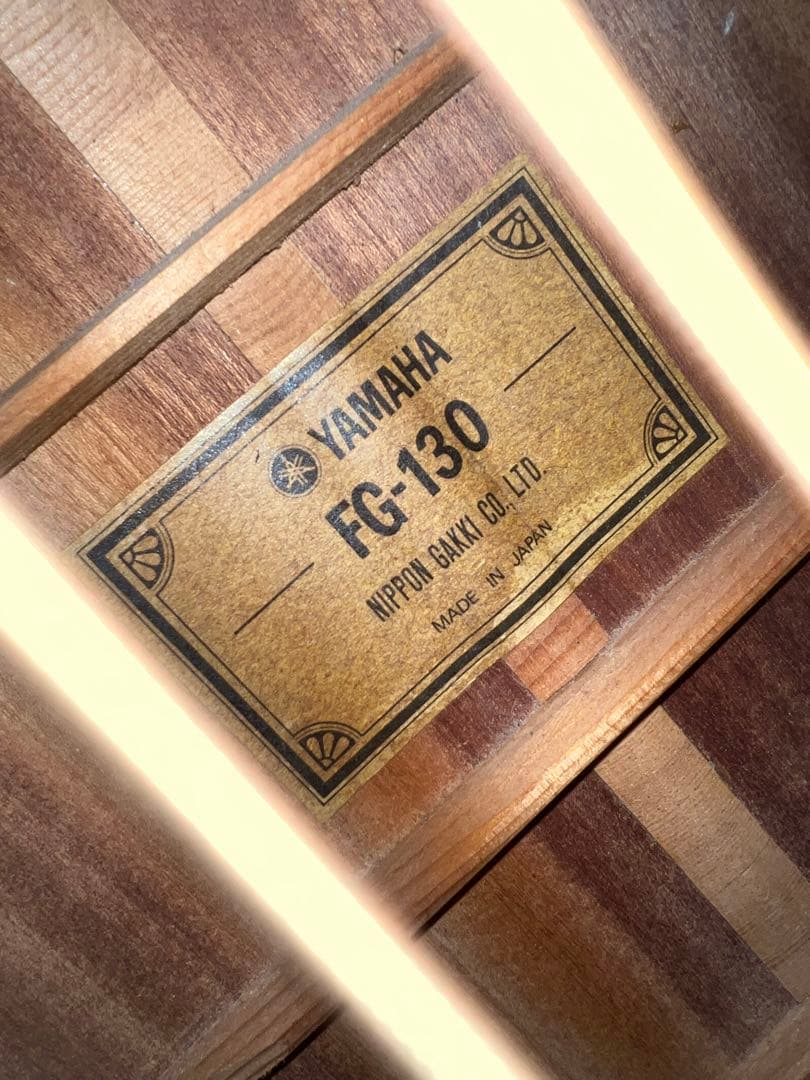 YAMAHA
FG-130
NIPPON GAKKI CO., LTD.
MADE IN JAPAN